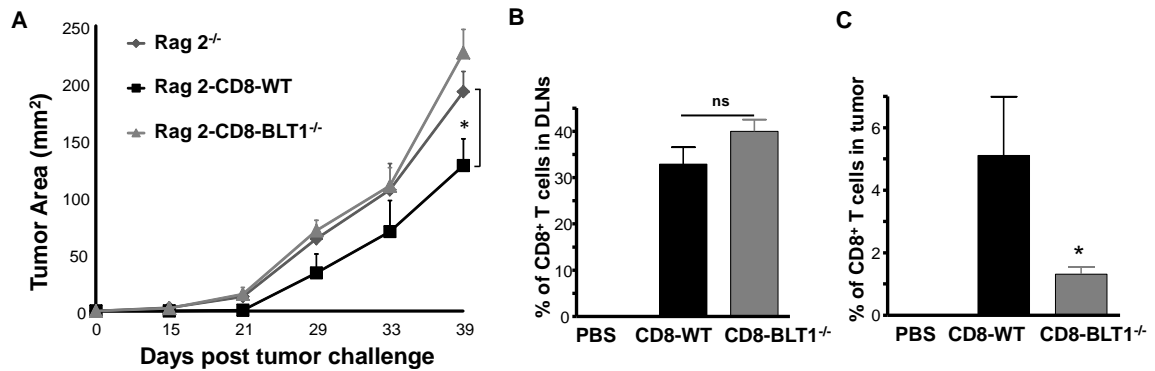 A
250
200
150
100
50
0
Tumor Area (mm²)
Rag 2-/-
Rag 2-CD8-WT
Rag 2-CD8-BLT1-/-
*
0 15 21 29 33 39
Days post tumor challenge
B
% of CD8+ T cells in DLNs
40
30
40
30
20
10
0
ns
PBS CD8-WT CD8-BLT1-/-
C
% of CD8+ T cells in tumor
6
4
2
0
*
PBS CD8-WT CD8-BLT1-/-